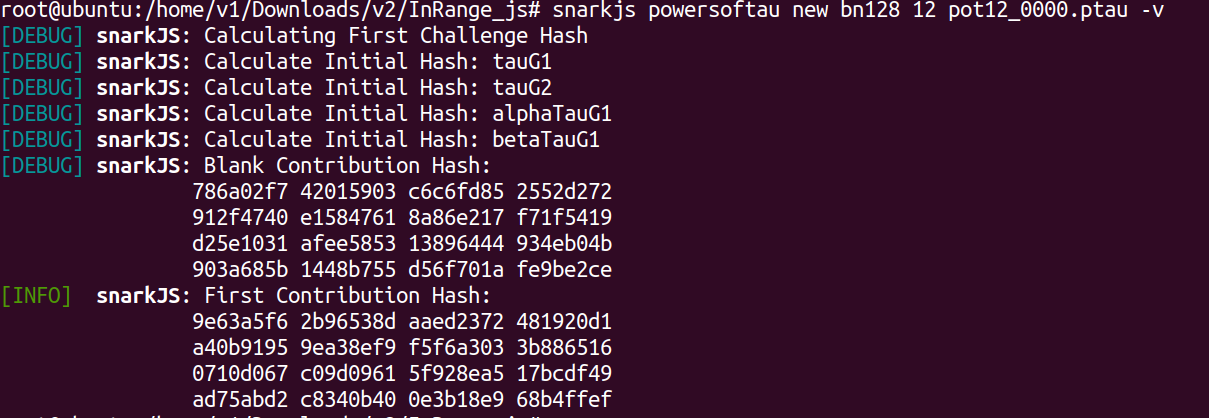 root@ubuntu:/home/v1/Downloads/v2/InRange_js# snarkjs powersoftau new bn128 12 pot12_0000.ptau -v
[DEBUG] snarkJS: Calculating First Challenge Hash
[DEBUG] snarkJS: Calculate Initial Hash: tauG1
[DEBUG] snarkJS: Calculate Initial Hash: tauG2
[DEBUG] snarkJS: Calculate Initial Hash: alphaTauG1
[DEBUG] snarkJS: Calculate Initial Hash: betaTauG1
[DEBUG] snarkJS: Blank Contribution Hash:
786a02f7 42015903 c6c6fd85 2552d272
912f4740 e1584761 8a86e217 f71f5419
d25e1031 afee5853 13896444 934eb04b
903a685b 1448b755 d56f701a fe9be2ce
[INFO]  snarkJS: First Contribution Hash:
9e63a5f6 2b96538d aaed2372 481920d1
a40b9195 9ea38ef9 f5f6a303 3b886516
0710d067 c09d0961 5f928ea5 17bcdf49
ad75abd2 c8340b40 0e3b18e9 68b4ffef